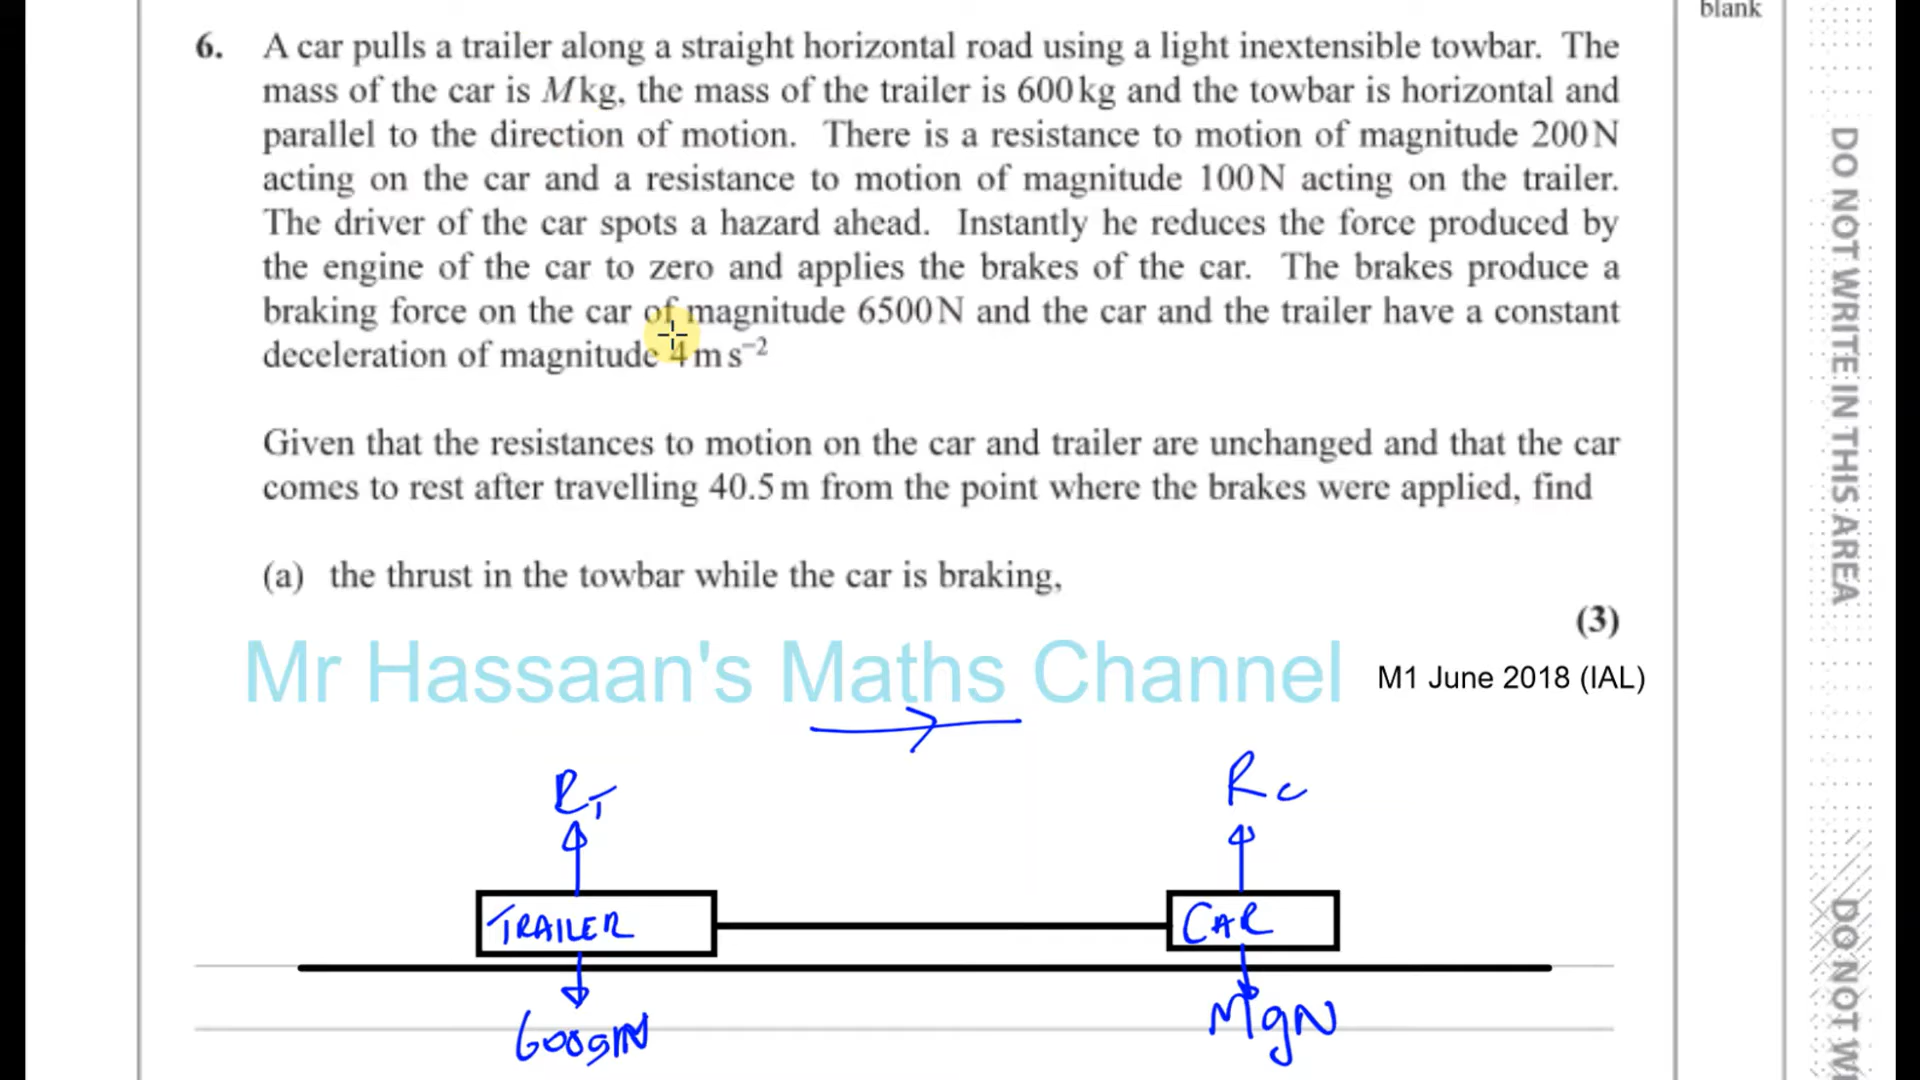 blank
6. A car pulls a trailer along a straight horizontal road using a light inextensible towbar. The
mass of the car is M kg, the mass of the trailer is 600 kg and the towbar is horizontal and
parallel to the direction of motion. There is a resistance to motion of magnitude 200 N
acting on the car and a resistance to motion of magnitude 100 N acting on the trailer.
The driver of the car spots a hazard ahead. Instantly he reduces the force produced by
the engine of the car to zero and applies the brakes of the car. The brakes produce a
braking force on the car of magnitude 6500 N and the car and the trailer have a constant
deceleration of magnitude 4 m s⁻²
Given that the resistances to motion on the car and trailer are unchanged and that the car
comes to rest after travelling 40.5 m from the point where the brakes were applied, find
(a) the thrust in the towbar while the car is braking,
(3)
Mr Hassaan's Maths Channel
M1 June 2018 (IAL)
R_T
R_C
TRAILER
CAR
600gN
MgN
DO NOT WRITE IN THIS AREA
DO NOT WI